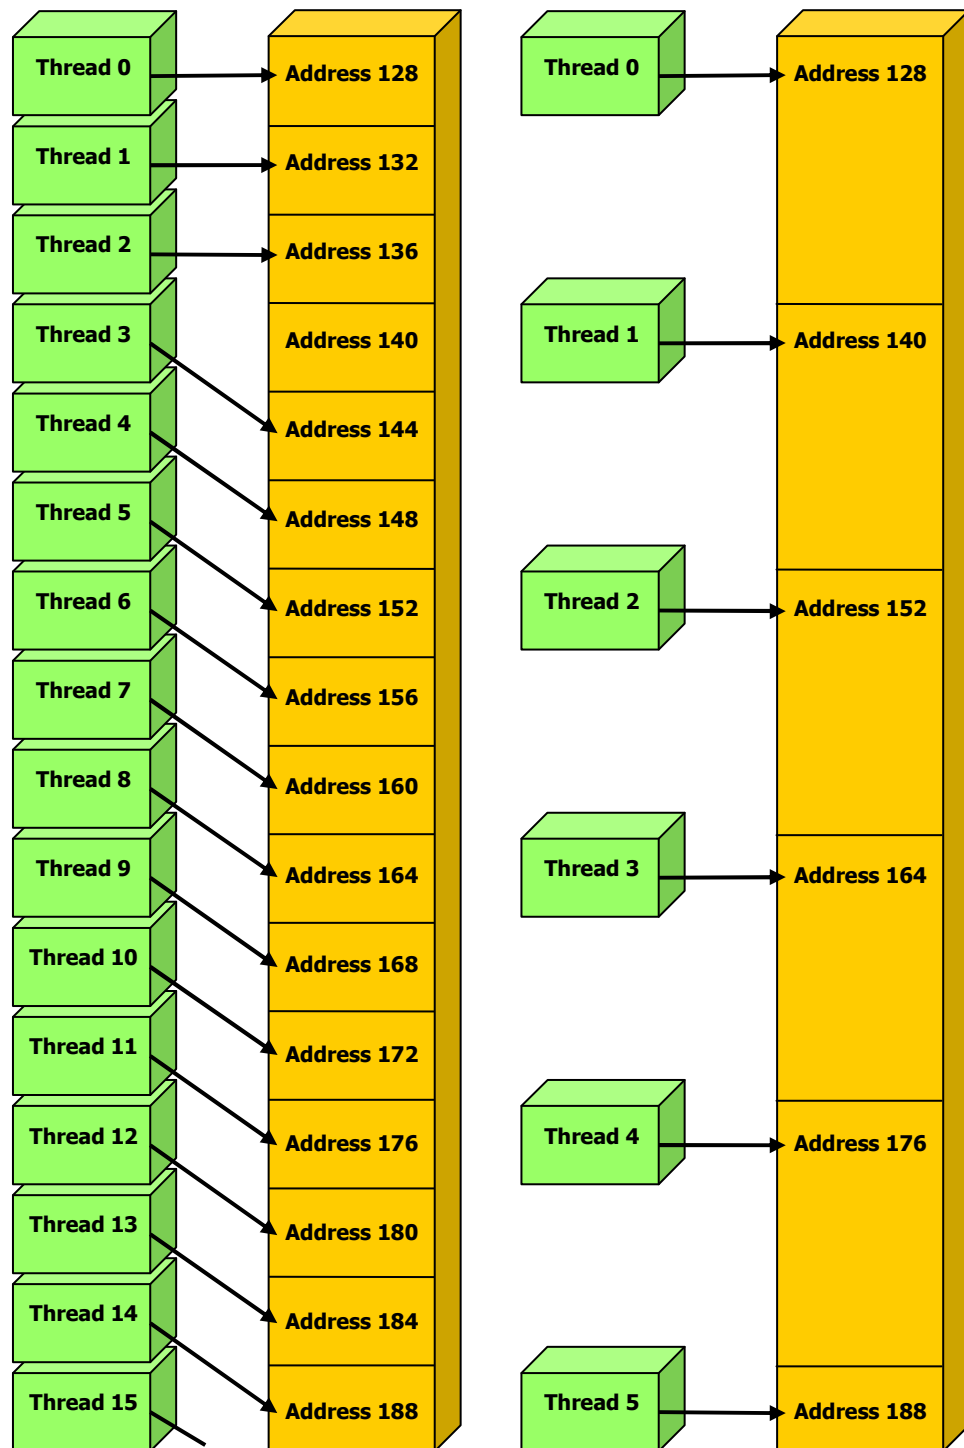 Thread 0
Address 128
Thread 1
Address 132
Thread 2
Address 136
Thread 3
Address 140
Thread 4
Address 144
Thread 5
Address 148
Thread 6
Address 152
Thread 7
Address 156
Thread 8
Address 160
Thread 9
Address 164
Thread 10
Address 168
Thread 11
Address 172
Thread 12
Address 176
Thread 13
Address 180
Thread 14
Address 184
Thread 15
Address 188
Thread 0
Address 128
Thread 1
Address 140
Thread 2
Address 152
Thread 3
Address 164
Thread 4
Address 176
Thread 5
Address 188